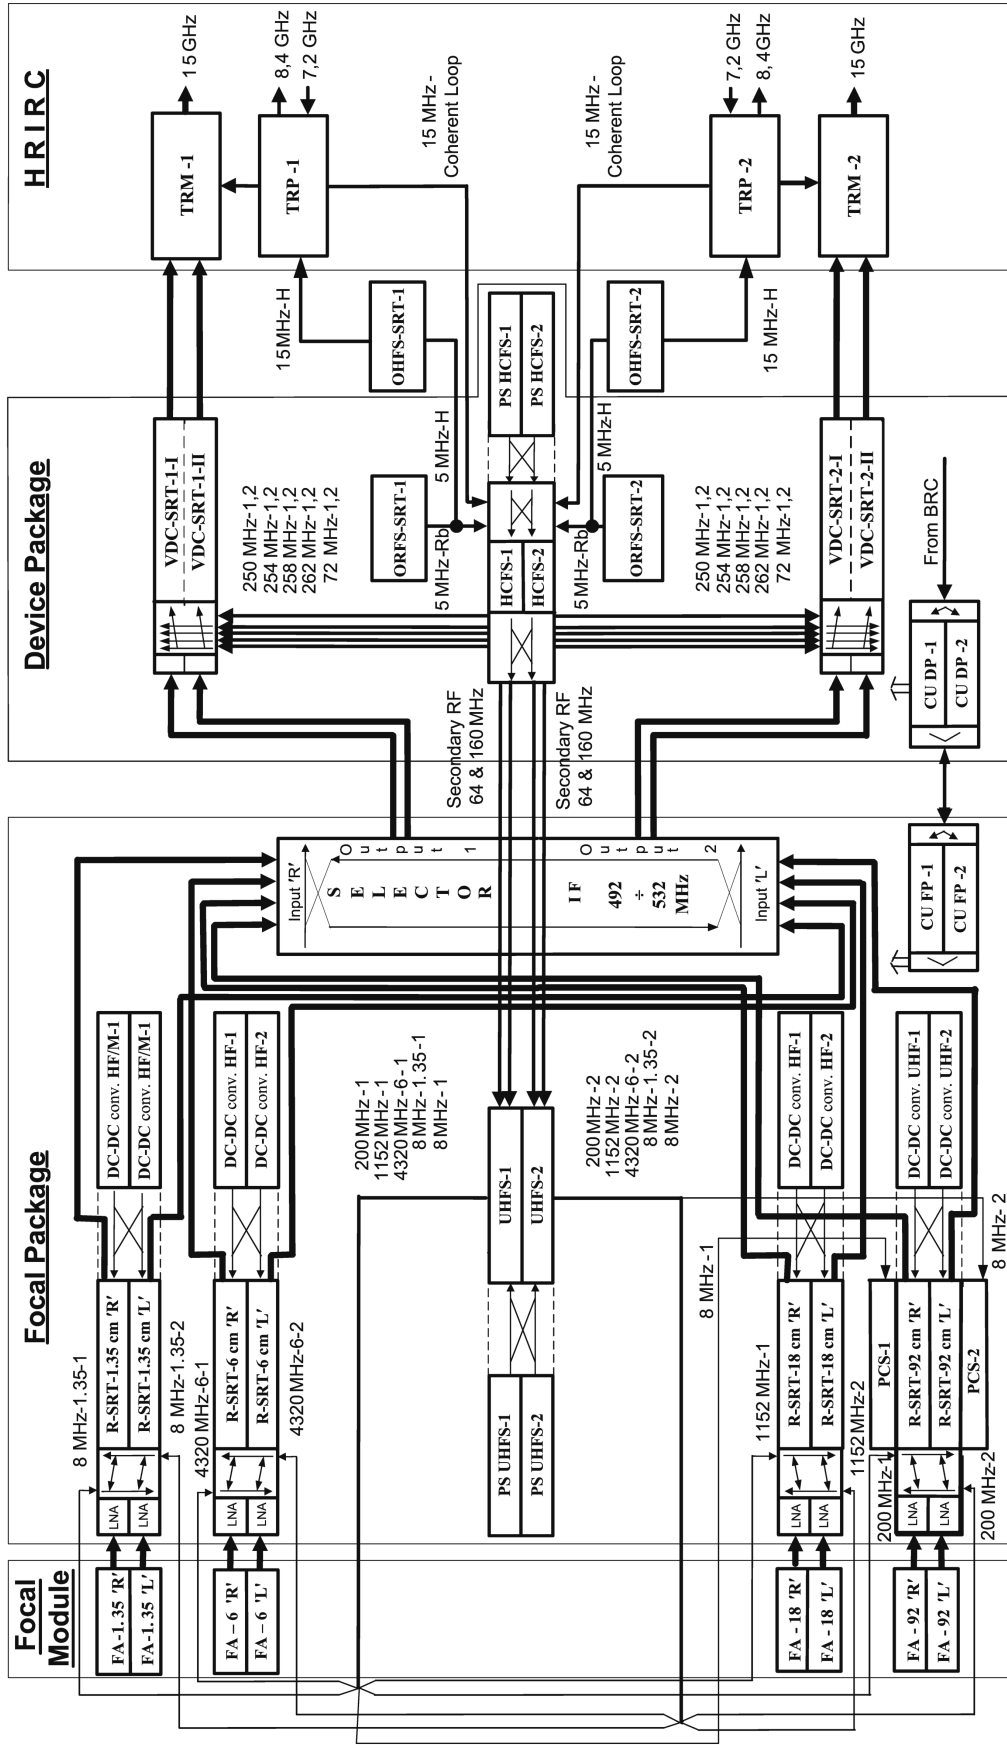 Focal
Module
Focal Package
Device Package
H R I R C
FA-1.35 'R'
FA-1.35 'L'
FA – 6 'R'
FA – 6 'L'
FA - 18 'R'
FA - 18 'L'
FA - 92 'R'
FA - 92 'L'
8 MHz-1.35-1
LNA
LNA
R-SRT-1.35 cm 'R'
R-SRT-1.35 cm 'L'
DC-DC conv. HF/M-1
DC-DC conv. HF/M-1
8 MHz-1.35-2
4320 MHz-6-1
LNA
LNA
R-SRT-6 cm 'R'
R-SRT-6 cm 'L'
DC-DC conv. HF-1
DC-DC conv. HF-2
4320 MHz-6-2
200 MHz-1
1152 MHz-1
4320 MHz-6-1
8 MHz-1.35-1
8 MHz-1
PS UHFS-1
PS UHFS-2
UHFS-1
UHFS-2
200 MHz-2
1152 MHz-2
4320 MHz-6-2
8 MHz-1.35-2
8 MHz-2
8 MHz-1
1152 MHz-1
LNA
LNA
R-SRT-18 cm 'R'
R-SRT-18 cm 'L'
DC-DC conv. HF-1
DC-DC conv. HF-2
1152 MHz-2
200 MHz-1
PCS-1
LNA
LNA
R-SRT-92 cm 'R'
R-SRT-92 cm 'L'
PCS-2
DC-DC conv. UHF-1
DC-DC conv. UHF-2
200 MHz-2
8 MHz- 2
Input 'R'
SELECTOR
IF
492
÷
532
MHz
Output 1
Output 2
Input 'L'
CU FP -1
CU FP -2
Secondary RF
64 & 160 MHz
Secondary RF
64 & 160 MHz
VDC-SRT-1-I
VDC-SRT-1-II
250 MHz-1,2
254 MHz-1,2
258 MHz-1,2
262 MHz-1,2
72 MHz-1,2
ORFS-SRT-1
5 MHz-Rb
5 MHz-H
HCFS-1
HCFS-2
PS HCFS-1
PS HCFS-2
5 MHz-Rb
5 MHz-H
ORFS-SRT-2
250 MHz-1,2
254 MHz-1,2
258 MHz-1,2
262 MHz-1,2
72 MHz-1,2
VDC-SRT-2-I
VDC-SRT-2-II
CU DP -1
CU DP -2
From BRC
15MHz-H
OHFS-SRT-1
OHFS-SRT-2
15 MHz-H
TRM -1
15 GHz
TRP -1
8,4 GHz
7,2 GHz
15 MHz -
Coherent Loop
15 MHz -
Coherent Loop
TRP -2
7,2 GHz
8,4GHz
TRM -2
15 GHz